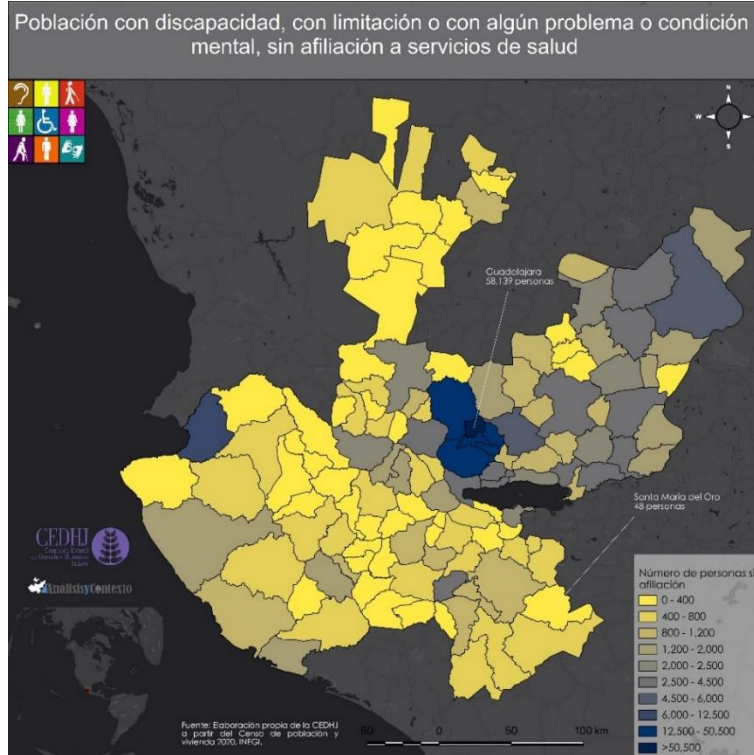 Población con discapacidad, con limitación o con algún problema o condición
mental, sin afiliación a servicios de salud
N
W
S
Guadalajara
58,139 personas
Santa María del Oro
48 personas
CEDHJ
AnálisisyContexto
Número de personas si
afiliación
0 - 400
400 - 800
800 - 1,200
1,200 - 2,000
2,000 - 2,500
2,500 - 4,500
4,500 - 6,000
6,000 - 12,500
12,500 - 50,500
>50,500
Fuente: Elaboración propia de la CEDHJ
a partir del Censo de población y
vivienda 2020, INEGI.
50 0 50 100 km